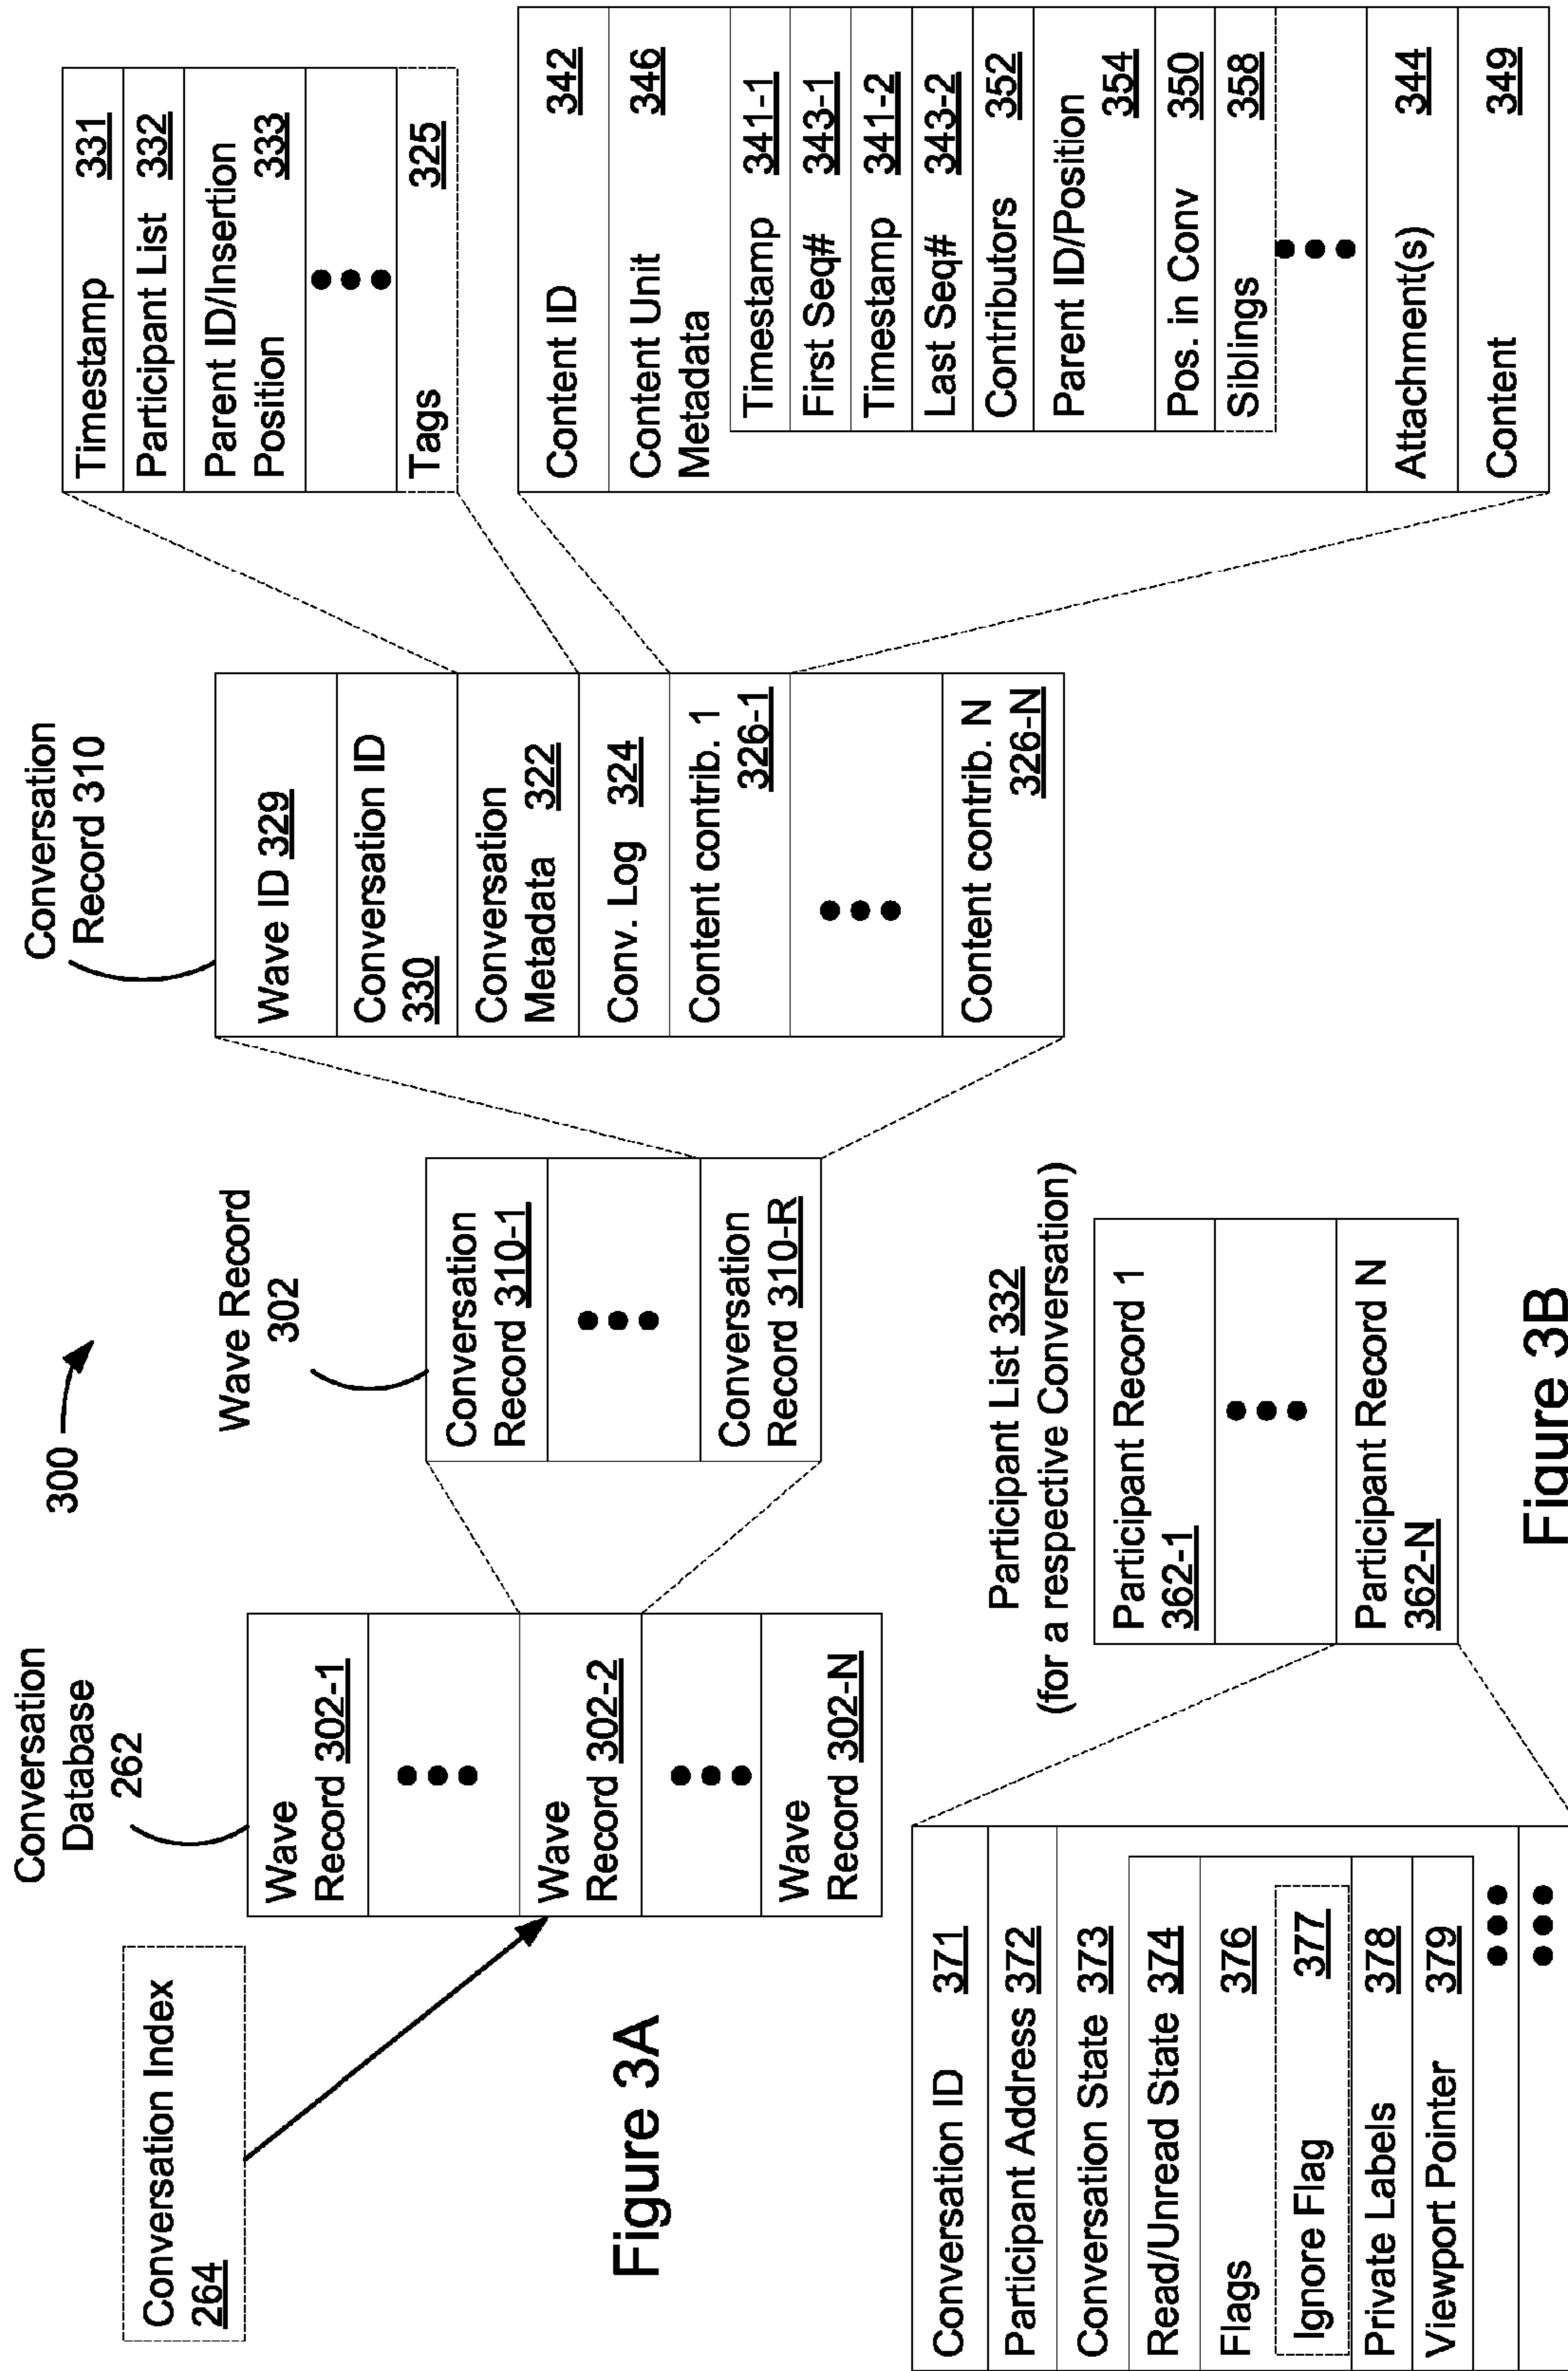 300
Conversation
Database
262
Conversation Index
264
Wave
Record 302-1
Wave
Record 302-2
Wave
Record 302-N
Wave Record
302
Conversation
Record 310-1
Conversation
Record 310-R
Conversation
Record 310
Wave ID 329
Conversation ID
330
Conversation
Metadata 322
Conv. Log 324
Content contrib. 1
326-1
Content contrib. N
326-N
Timestamp 331
Participant List 332
Parent ID/Insertion
Position 333
Tags 325
Content ID 342
Content Unit 346
Metadata
Timestamp 341-1
First Seq# 343-1
Timestamp 341-2
Last Seq# 343-2
Contributors 352
Parent ID/Position
354
Pos. in Conv 350
Siblings 358
Attachment(s) 344
Content 349
Figure 3A
Participant List 332
(for a respective Conversation)
Participant Record 1
362-1
Participant Record N
362-N
Conversation ID 371
Participant Address 372
Conversation State 373
Read/Unread State 374
Flags 376
Ignore Flag 377
Private Labels 378
Viewport Pointer 379
Figure 3B